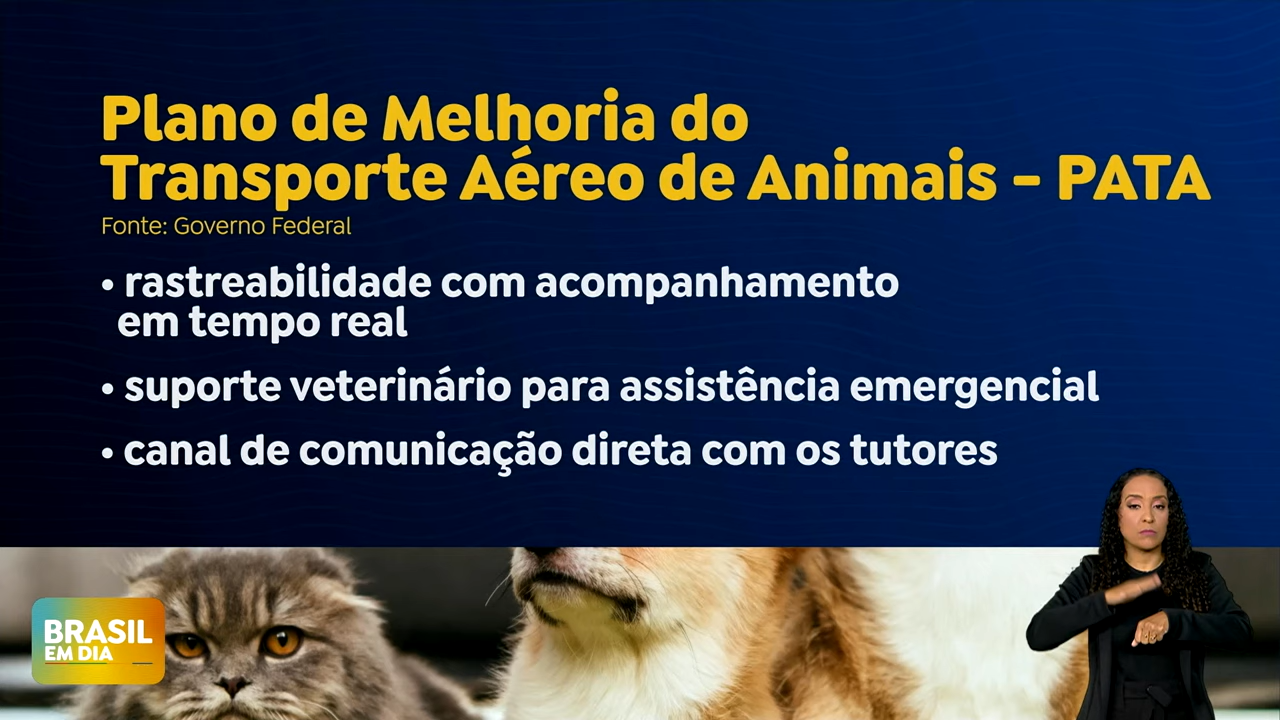 Plano de Melhoria do
Transporte Aéreo de Animais - PATA
Fonte: Governo Federal
• rastreabilidade com acompanhamento
em tempo real
• suporte veterinário para assistência emergencial
• canal de comunicação direta com os tutores
BRASIL
EM DIA